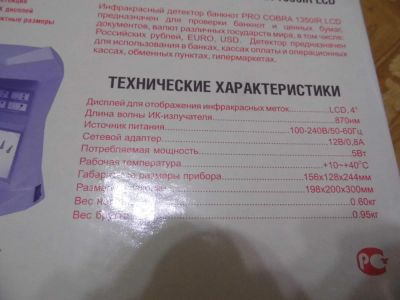 дисплей
размеры
Инфракрасный детектор банкнот PRO COBRA 1350IR LCD
предназначен для проверки банкнот и ценных бумаг,
документов, валют различных государств мира, в том числе:
Российских рублей, EURO, USD. Детектор предназначен
для использования в банках, кассах оплаты и операционных
кассах, обменных пунктах, гипермаркетах.
ТЕХНИЧЕСКИЕ ХАРАКТЕРИСТИКИ
Дисплей для отображения инфракрасных меток LCD, 4"
Длина волны ИК-излучателя 870нм
Источник питания 100-240В/50-60Гц
Сетевой адаптер 12В/0,8А
Потребляемая мощность 5Вт
Рабочая температура +10~+40°С
Габаритные размеры прибора 156х128х244мм
198х200х300мм
Вес 0.60кг
Вес 0.95кг
РС